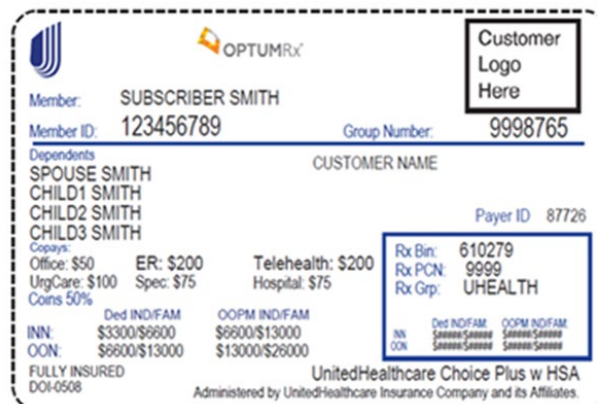 OPTUMRx®
Customer
Logo
Here
Member: SUBSCRIBER SMITH
Member ID: 123456789 Group Number: 9998765
Dependents
SPOUSE SMITH
CHILD1 SMITH
CHILD2 SMITH
CHILD3 SMITH
CUSTOMER NAME
Payer ID 87726
Copays:
Office: $50 ER: $200 Telehealth: $200
UrgCare: $100 Spec: $75 Hospital: $75
Coins 50%
Ded IND/FAM OOPM IND/FAM
INN: $3300/$6600 $6600/$13000
OON: $6600/$13000 $13000/$26000
Rx Bin: 610279
Rx PCN: 9999
Rx Grp: UHEALTH
Ded IND/FAM: OOPM IND/FAM:
INN $#####/$##### $#####/$#####
OON $#####/$##### $#####/$#####
FULLY INSURED
DOI-0508
UnitedHealthcare Choice Plus w HSA
Administered by UnitedHealthcare Insurance Company and its Affiliates.